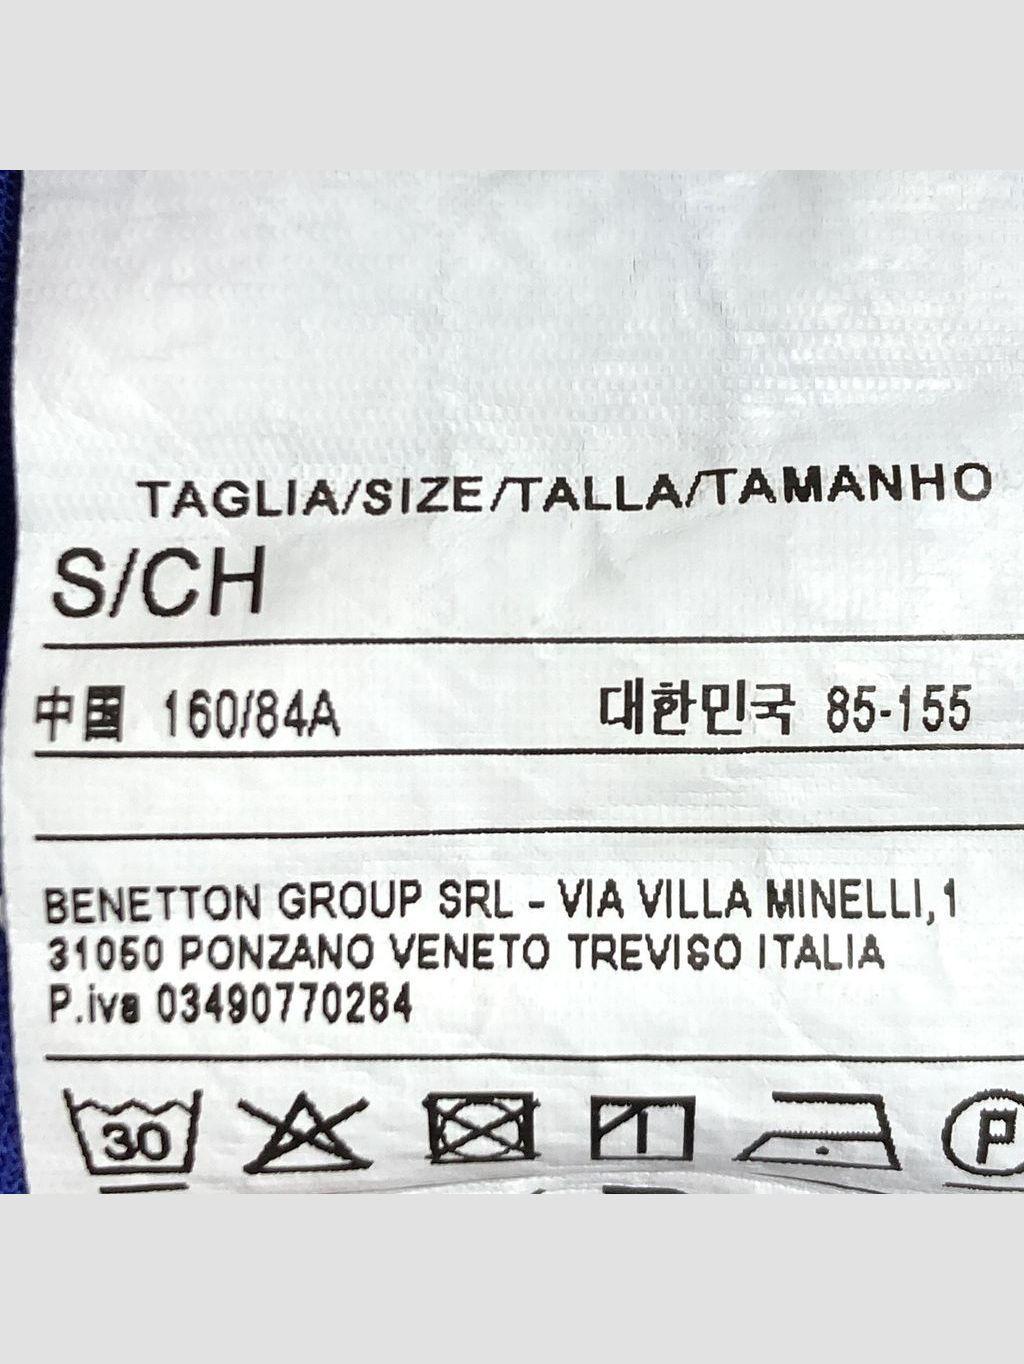 TAGLIA/SIZE/TALLA/TAMANHO
S/CH
中国 160/84A 대한민국 85-155
BENETTON GROUP SRL - VIA VILLA MINELLI, 1
31050 PONZANO VENETO TREVISO ITALIA
P.iva 03490770264
30 P